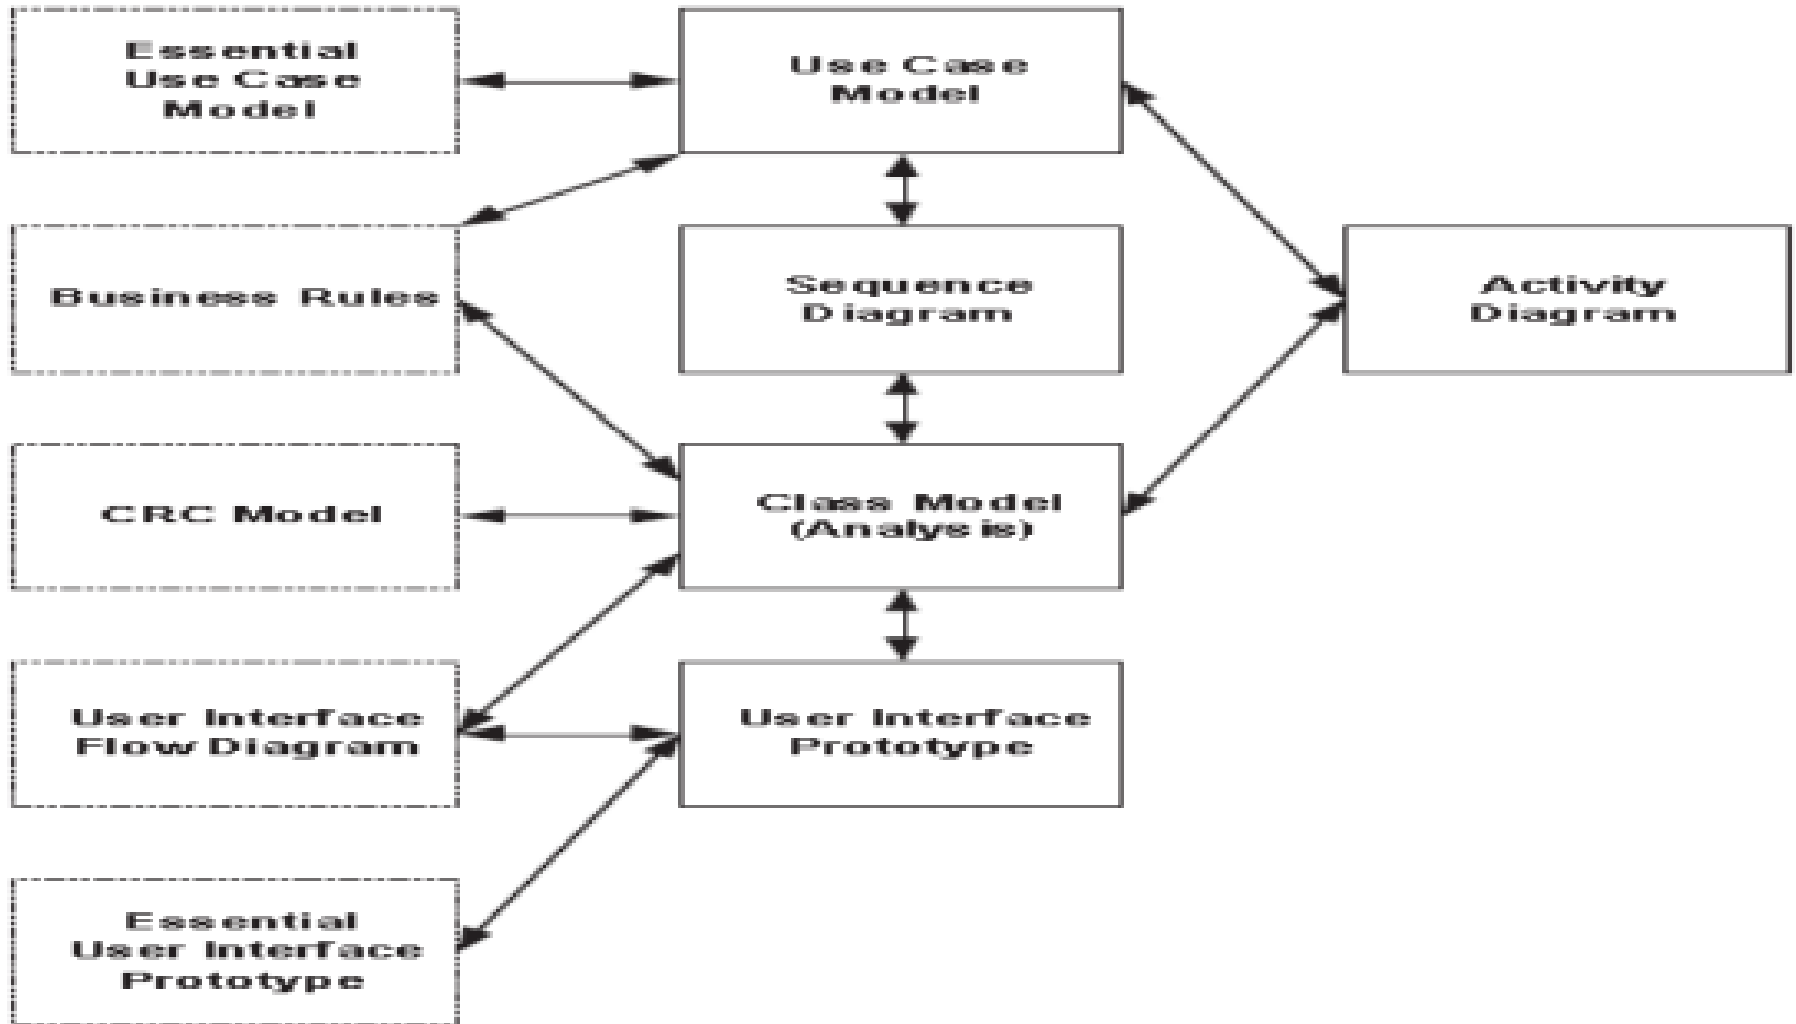 Essential
Use Case
Model
Use Case
Model
Business Rules
Sequence
Diagram
Activity
Diagram
CRC Model
Class Model
(Analysis)
User Interface
Flow Diagram
User Interface
Prototype
Essential
User Interface
Prototype